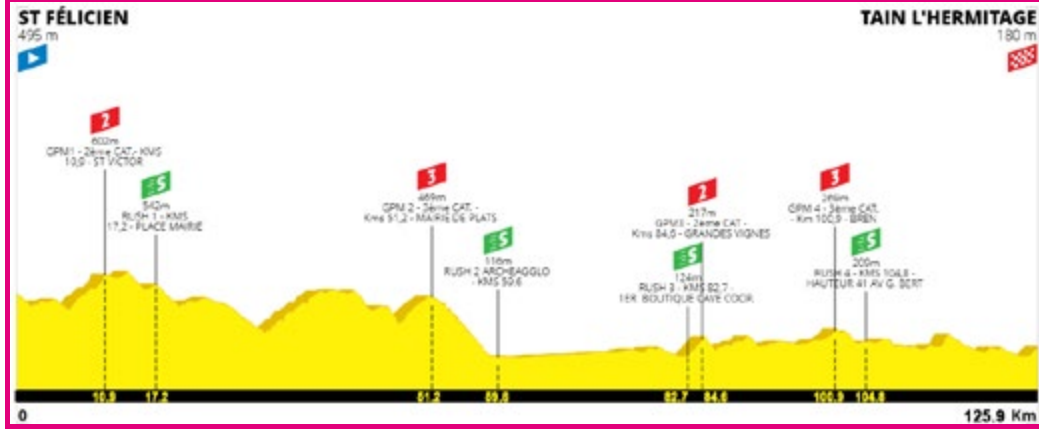 ST FÉLICIEN
495 m
TAIN L'HERMITAGE
180 m
2
602m
GPM1 - 2ème CAT.- KMS
10,9 - ST VICTOR
S
542m
RUSH 1 - KMS
17,2 - PLACE MAIRIE
3
469m
GPM 2 - 3ème CAT. -
Kms 51,2 - MAIRIE DE PLATS
S
116m
RUSH 2 ARCHEAGGLO
- KMS 59,6
2
217m
GPM3 - 2ème CAT -
Kms 84,6 - GRANDES VIGNES
S
124m
RUSH 3 - KMS 82,7 -
1ER BOUTIQUE CAVE COOR.
3
GPM 4 - 3ème CAT.
- Km 100,9 - BREN
S
RUSH 4 - KMS 104,8 -
HAUTEUR 41 AV G. BERT
10.9 17.2 51.2 59.6 82.7 84.6 100.9 104.8
0 125.9 Km